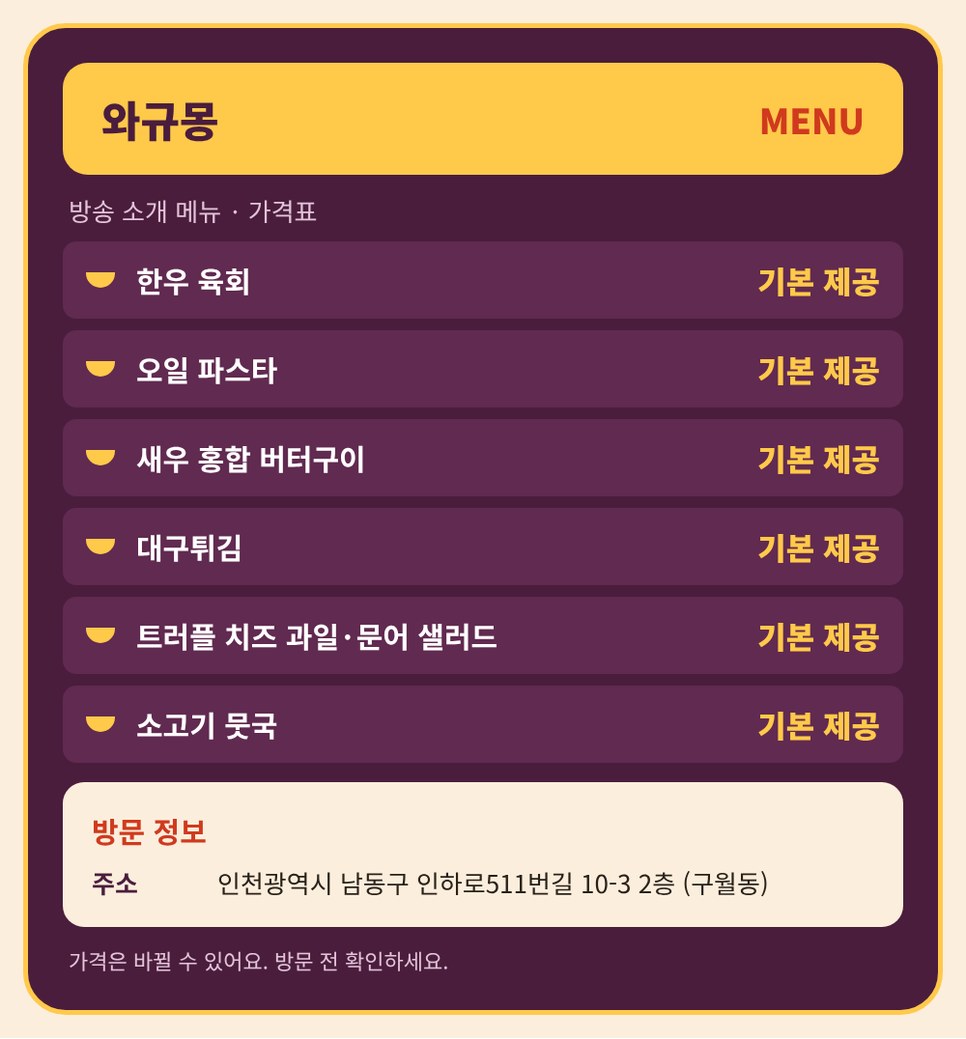 와규몽 MENU
방송 소개 메뉴 · 가격표
한우 육회 기본 제공
오일 파스타 기본 제공
새우 홍합 버터구이 기본 제공
대구튀김 기본 제공
트러플 치즈 과일·문어 샐러드 기본 제공
소고기 뭇국 기본 제공
방문 정보
주소 인천광역시 남동구 인하로511번길 10-3 2층 (구월동)
가격은 바뀔 수 있어요. 방문 전 확인하세요.